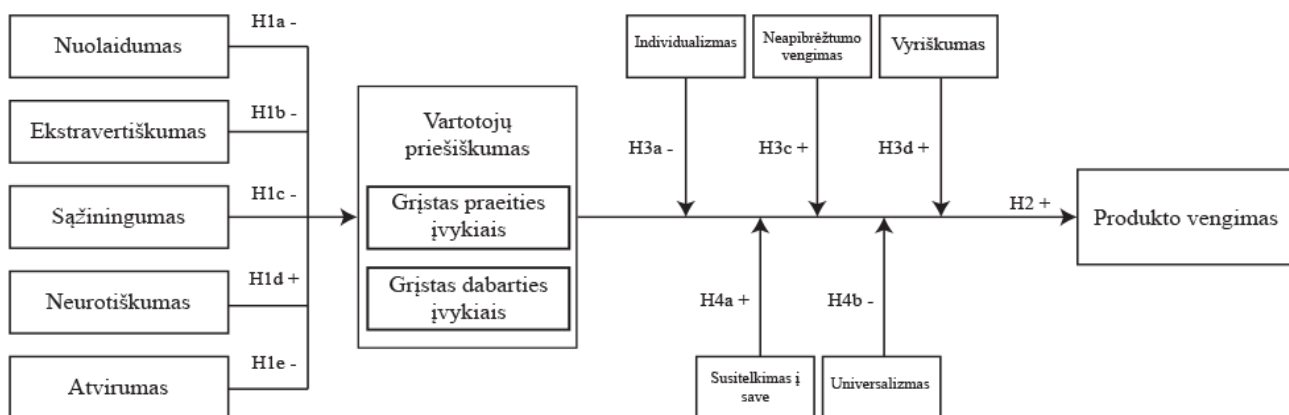 H1a -
Nuolaidumas
H1b -
Ekstravertiškumas
H1c -
Sąžiningumas
H1d +
Neurotiškumas
H1e -
Atvirumas
Vartotojų
priešiškumas
Grįstas praeities
įvykiais
Grįstas dabarties
įvykiais
Individualizmas
Neapibrėžtumo
vengimas
Vyriškumas
H3a -
H3c +
H3d +
H2 +
H4a +
H4b -
Susitelkimas į
save
Universalizmas
Produkto vengimas